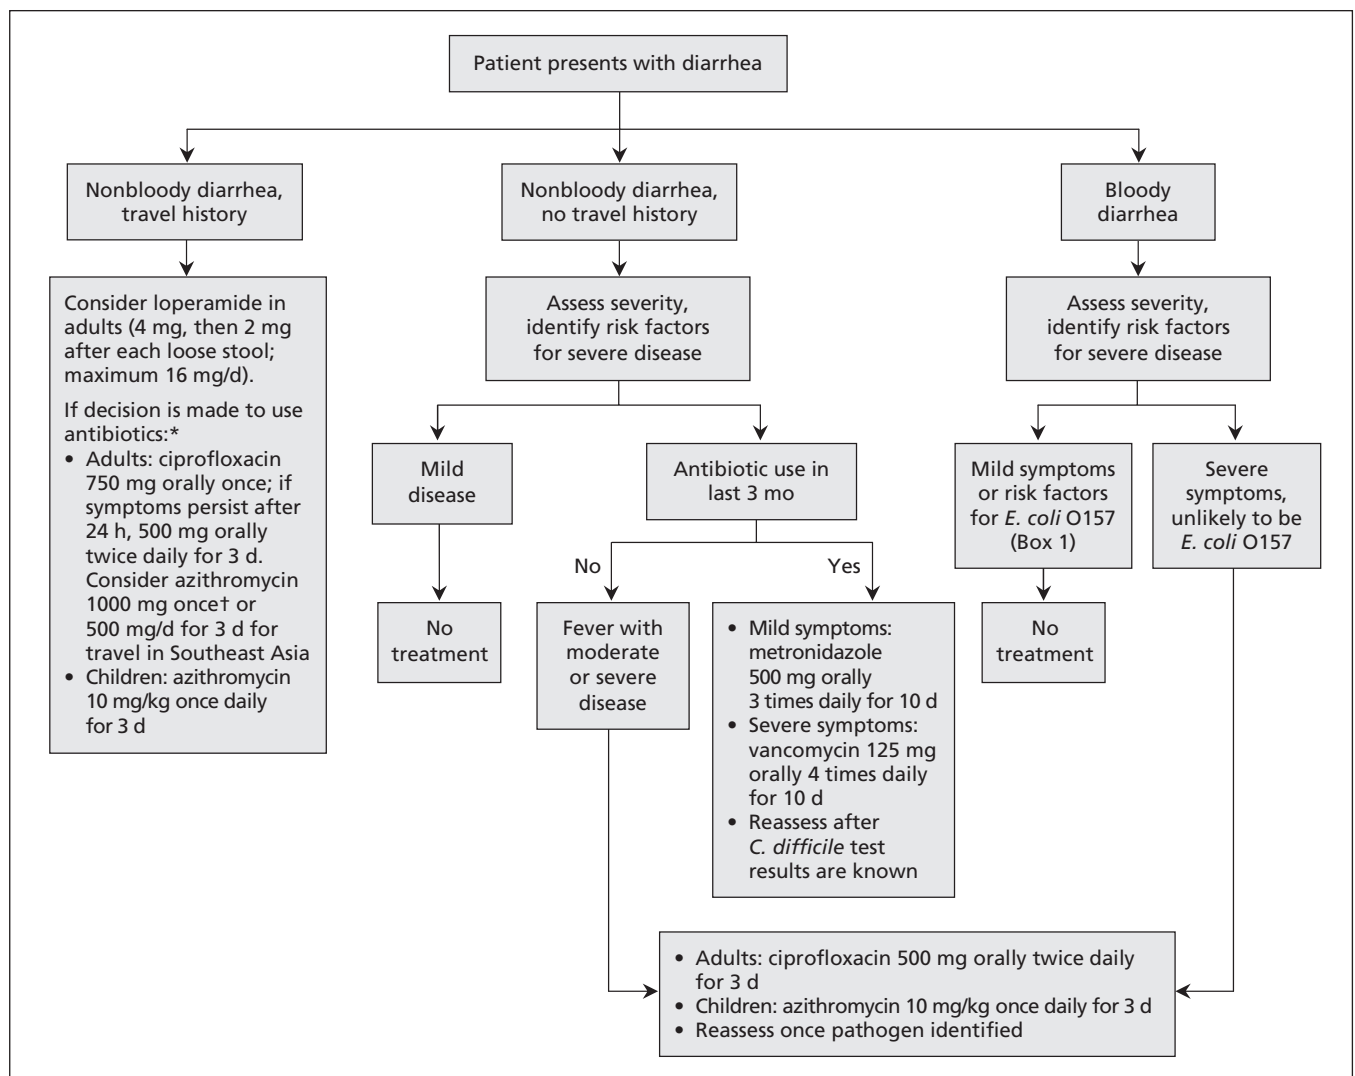 Patient presents with diarrhea
Nonbloody diarrhea,
travel history
Nonbloody diarrhea,
no travel history
Bloody
diarrhea
Consider loperamide in
adults (4 mg, then 2 mg
after each loose stool;
maximum 16 mg/d).
If decision is made to use
antibiotics:*
• Adults: ciprofloxacin
750 mg orally once; if
symptoms persist after
24 h, 500 mg orally
twice daily for 3 d.
Consider azithromycin
1000 mg once† or
500 mg/d for 3 d for
travel in Southeast Asia
• Children: azithromycin
10 mg/kg once daily
for 3 d
Assess severity,
identify risk factors
for severe disease
Assess severity,
identify risk factors
for severe disease
Mild
disease
Antibiotic use in
last 3 mo
Mild symptoms
or risk factors
for E. coli O157
(Box 1)
Severe
symptoms,
unlikely to be
E. coli O157
No
Yes
No
treatment
Fever with
moderate
or severe
disease
• Mild symptoms:
metronidazole
500 mg orally
3 times daily for 10 d
• Severe symptoms:
vancomycin 125 mg
orally 4 times daily
for 10 d
• Reassess after
C. difficile test
results are known
No
treatment
• Adults: ciprofloxacin 500 mg orally twice daily
for 3 d
• Children: azithromycin 10 mg/kg once daily for 3 d
• Reassess once pathogen identified